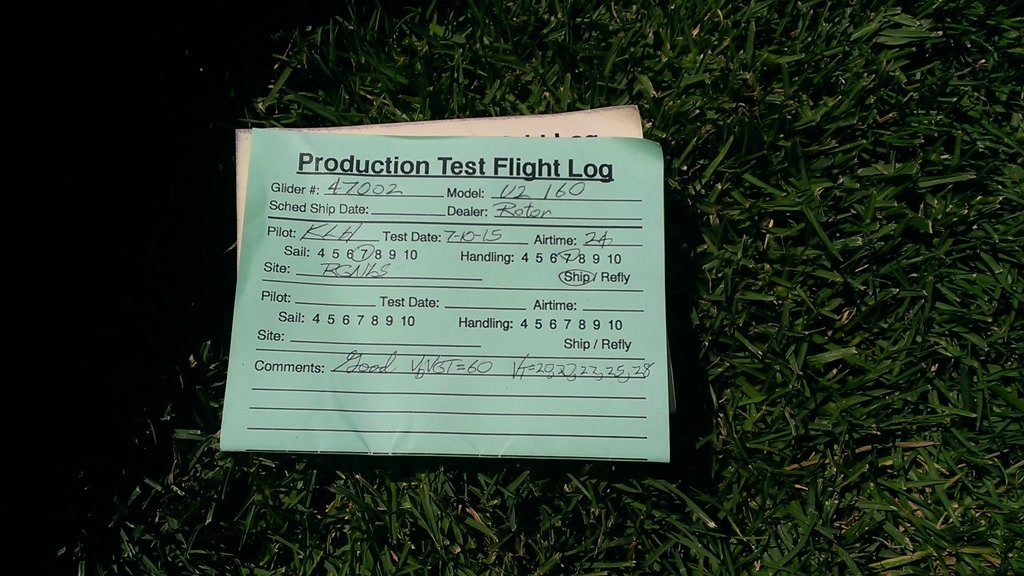 Production Test Flight Log
Glider #: 47002 Model: U2 160
Sched Ship Date: Dealer: Rotor
Pilot: KLH Test Date: 7-10-15 Airtime: 24
Sail: 4 5 6 7 8 9 10 Handling: 4 5 6 7 8 9 10
Site: Ship / Refly
Pilot: Test Date: Airtime:
Sail: 4 5 6 7 8 9 10 Handling: 4 5 6 7 8 9 10
Site: Ship / Refly
Comments: Good